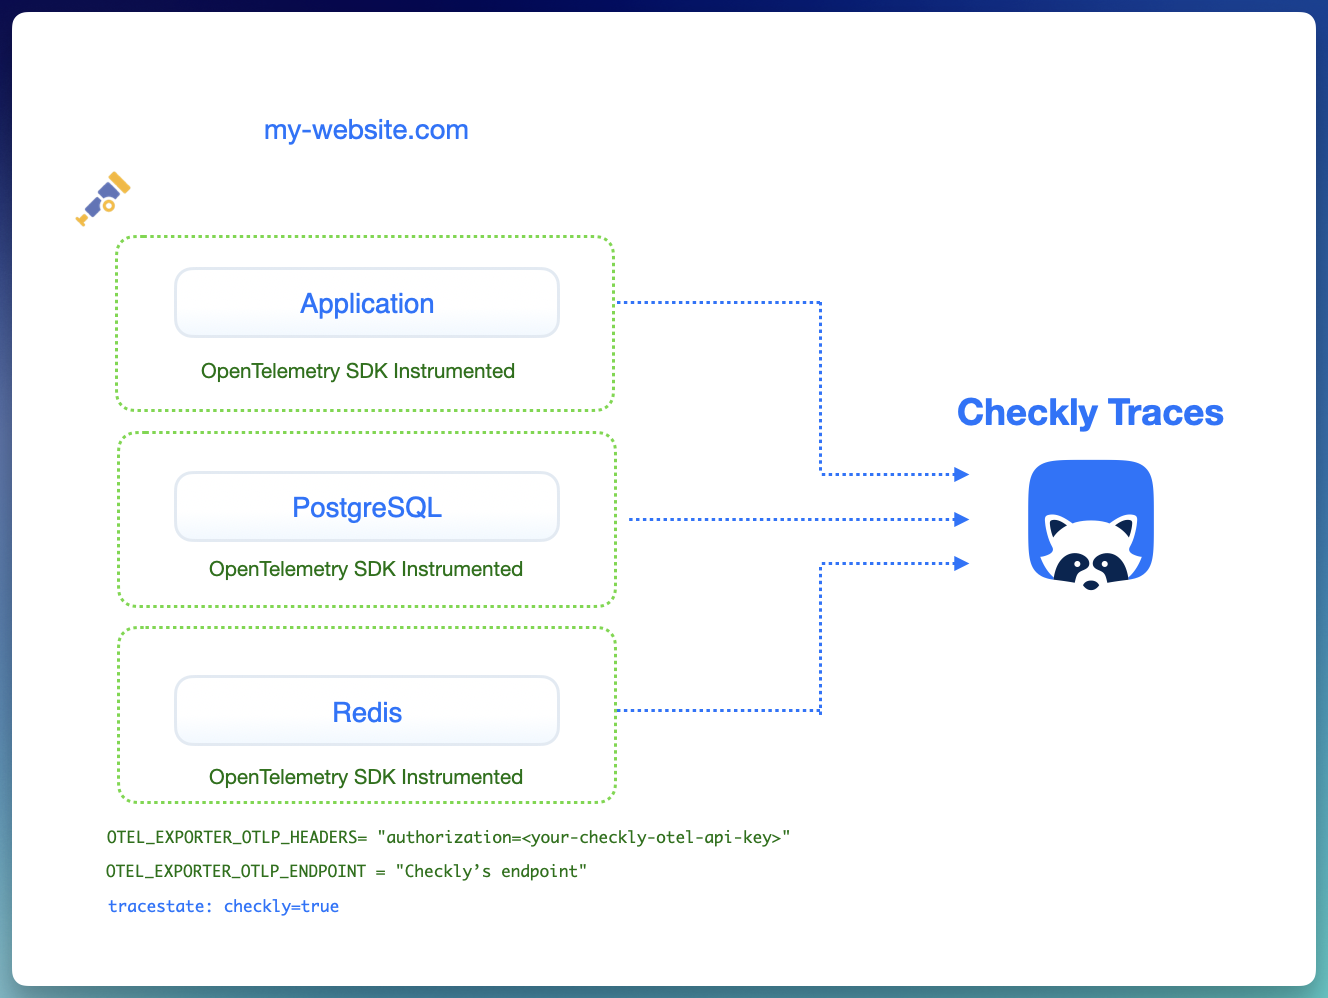 my-website.com
Application
OpenTelemetry SDK Instrumented
PostgreSQL
OpenTelemetry SDK Instrumented
Redis
OpenTelemetry SDK Instrumented
Checkly Traces
OTEL_EXPORTER_OTLP_HEADERS= "authorization=<your-checkly-otel-api-key>"
OTEL_EXPORTER_OTLP_ENDPOINT = "Checkly’s endpoint"
tracestate: checkly=true